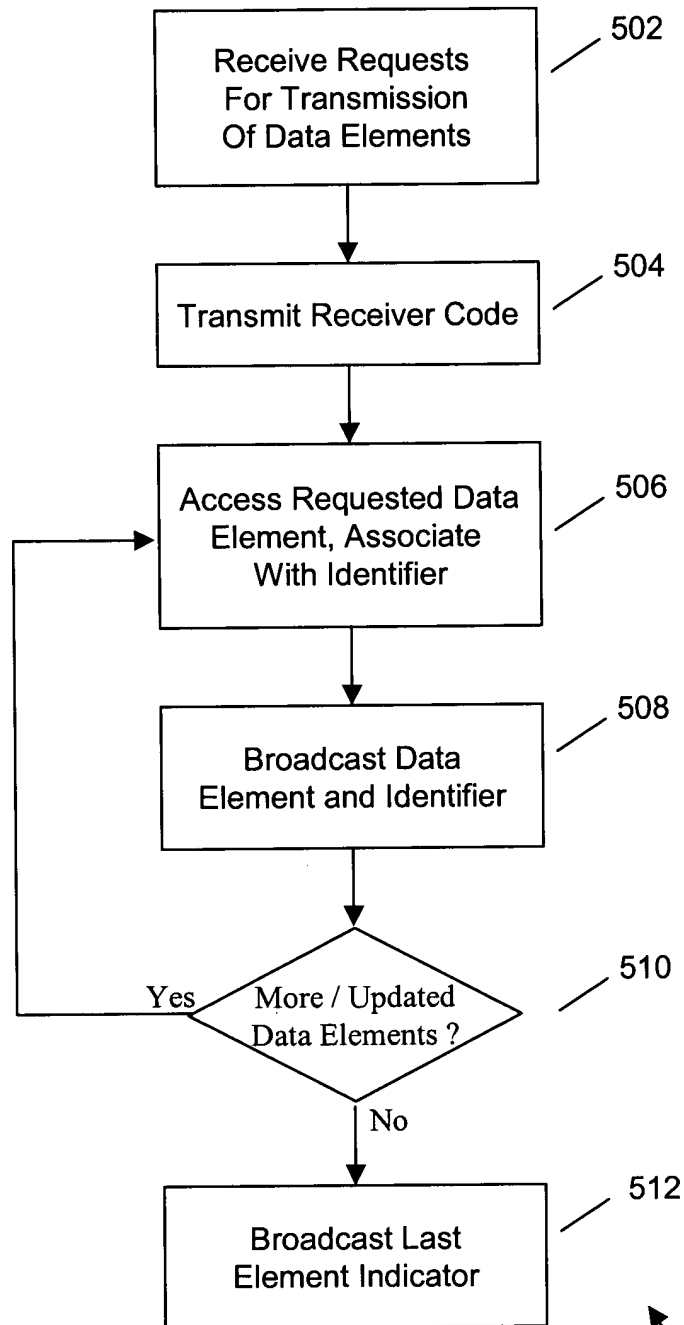 502
Receive Requests
For Transmission
Of Data Elements
504
Transmit Receiver Code
506
Access Requested Data
Element, Associate
With Identifier
508
Broadcast Data
Element and Identifier
510
Yes
More / Updated
Data Elements ?
No
512
Broadcast Last
Element Indicator